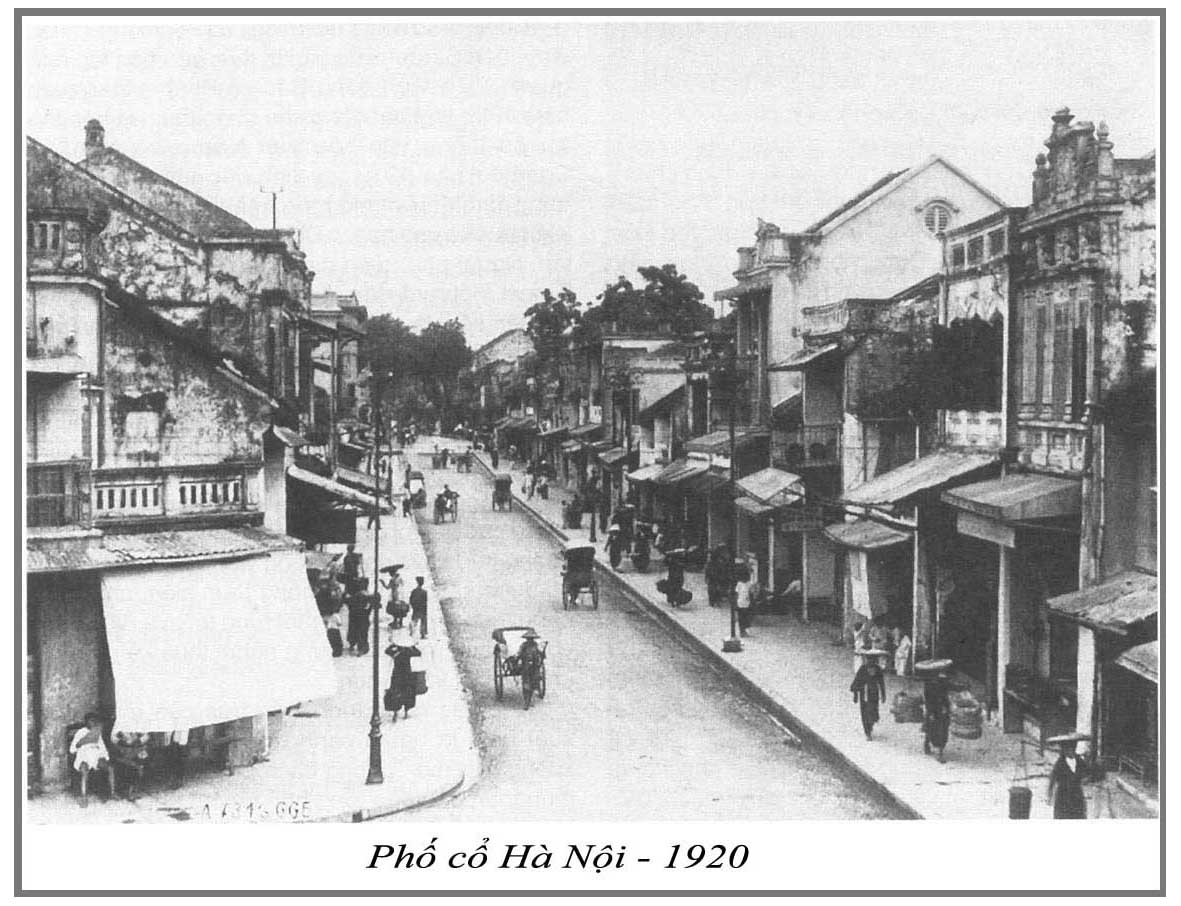 Phố cổ Hà Nội - 1920